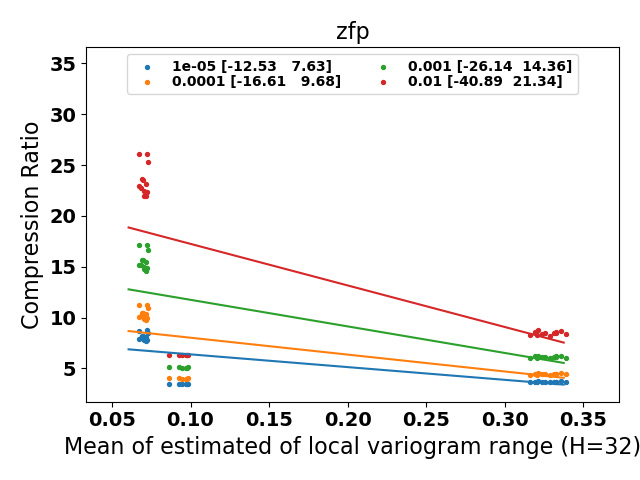 zfp
1e-05 [-12.53 7.63]
0.0001 [-16.61 9.68]
0.001 [-26.14 14.36]
0.01 [-40.89 21.34]
Compression Ratio
35
30
25
20
15
10
5
0.05 0.10 0.15 0.20 0.25 0.30 0.35
Mean of estimated of local variogram range (H=32)